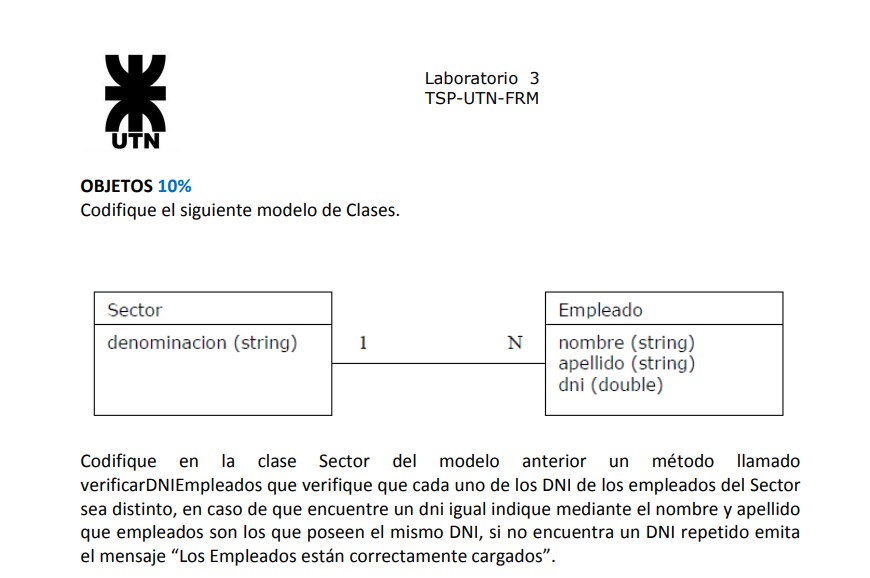 Laboratorio 3
TSP-UTN-FRM
UTN
OBJETOS 10%
Codifique el siguiente modelo de Clases.
Sector
denominacion (string)
1
N
Empleado
nombre (string)
apellido (string)
dni (double)
Codifique en la clase Sector del modelo anterior un método llamado
verificarDNIEmpleados que verifique que cada uno de los DNI de los empleados del Sector
sea distinto, en caso de que encuentre un dni igual indique mediante el nombre y apellido
que empleados son los que poseen el mismo DNI, si no encuentra un DNI repetido emita
el mensaje “Los Empleados están correctamente cargados”.